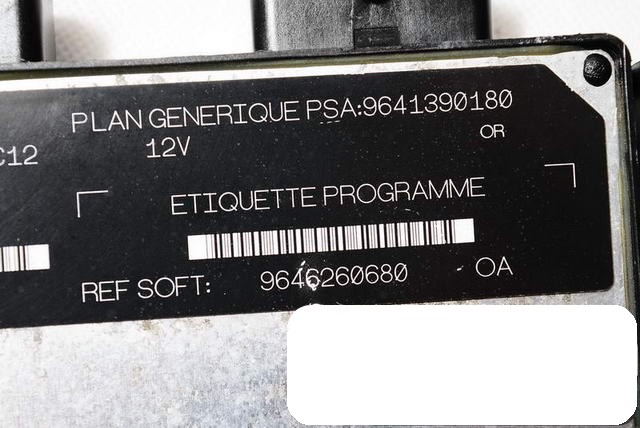 PLAN GENERIQUE PSA:9641390180
OR
C12 12V
ETIQUETTE PROGRAMME
REF SOFT: 9646260680 - OA